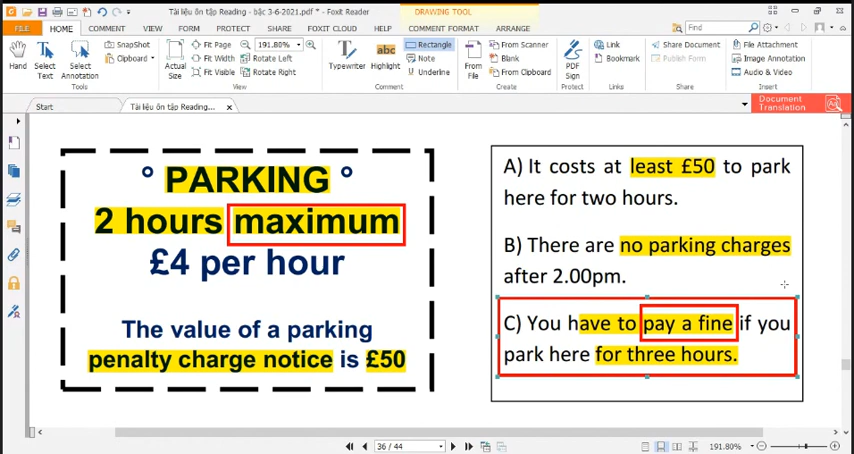 Tài liệu ôn tập Reading - bậc 3-6-2021.pdf * - Foxit Reader
DRAWING TOOL
FILE HOME COMMENT VIEW FORM PROTECT SHARE FOXIT CLOUD HELP COMMENT FORMAT ARRANGE
Find
Hand
Select Text
Select Annotation
SnapShot
Clipboard
Tools
Actual Size
Fit Page
Fit Width
Fit Visible
191.80%
Rotate Left
Rotate Right
View
Typewriter
Highlight
Rectangle
Note
Underline
Comment
From File
From Scanner
Blank
From Clipboard
Create
PDF Sign
Protect
Link
Bookmark
Links
Share Document
Publish Form
Share
File Attachment
Image Annotation
Audio & Video
Insert
Start
Tài liệu ôn tập Reading...
Document Translation
° PARKING °
2 hours maximum
£4 per hour
The value of a parking
penalty charge notice is £50
A) It costs at least £50 to park
here for two hours.
B) There are no parking charges
after 2.00pm.
C) You have to pay a fine if you
park here for three hours.
36 / 44
191.80%